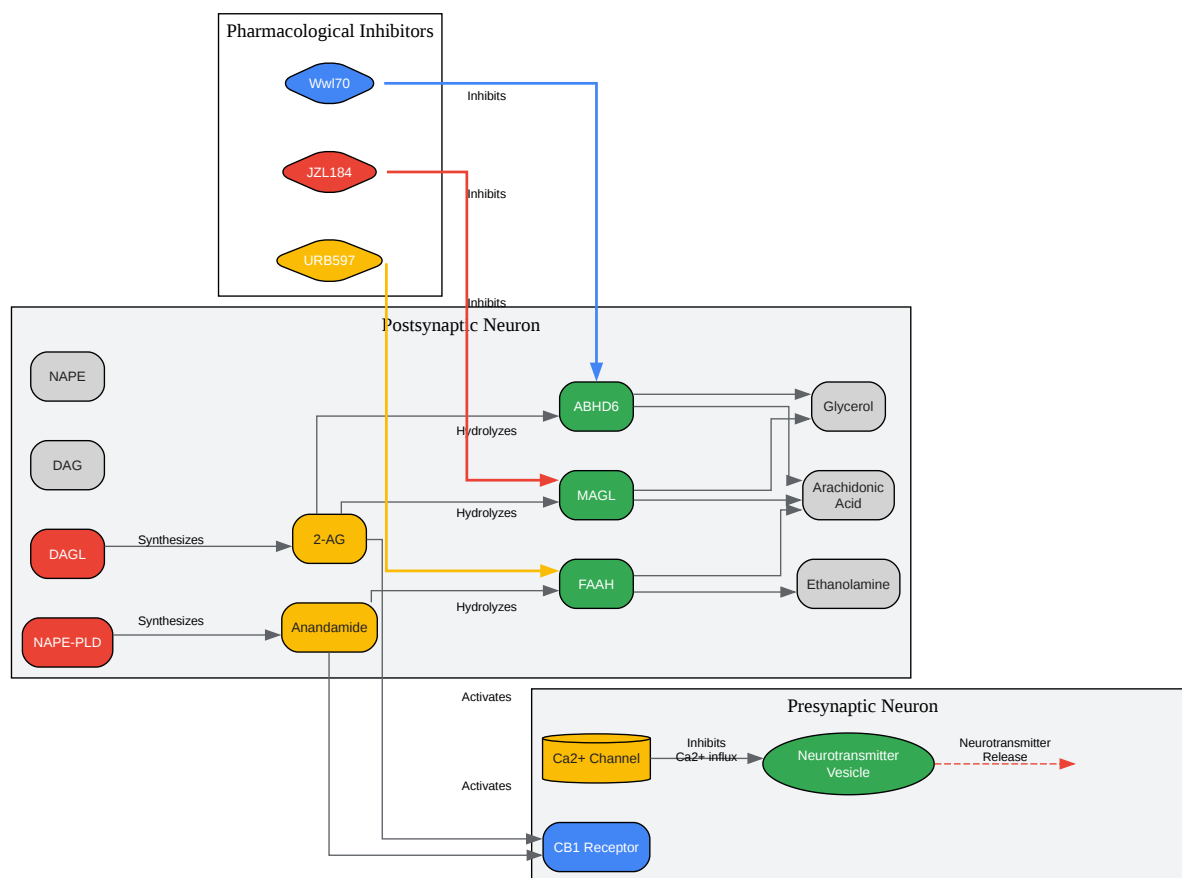 Pharmacological Inhibitors
Wwl70
Inhibits
JZL184
Inhibits
URB597
Inhibits
Postsynaptic Neuron
NAPE
ABHD6
Glycerol
Hydrolyzes
DAG
MAGL
Arachidonic
Acid
Hydrolyzes
DAGL
Synthesizes
2-AG
FAAH
Ethanolamine
Hydrolyzes
NAPE-PLD
Synthesizes
Anandamide
Activates
Presynaptic Neuron
Ca2+ Channel
Inhibits
Ca2+ influx
Neurotransmitter
Vesicle
Neurotransmitter
Release
Activates
CB1 Receptor